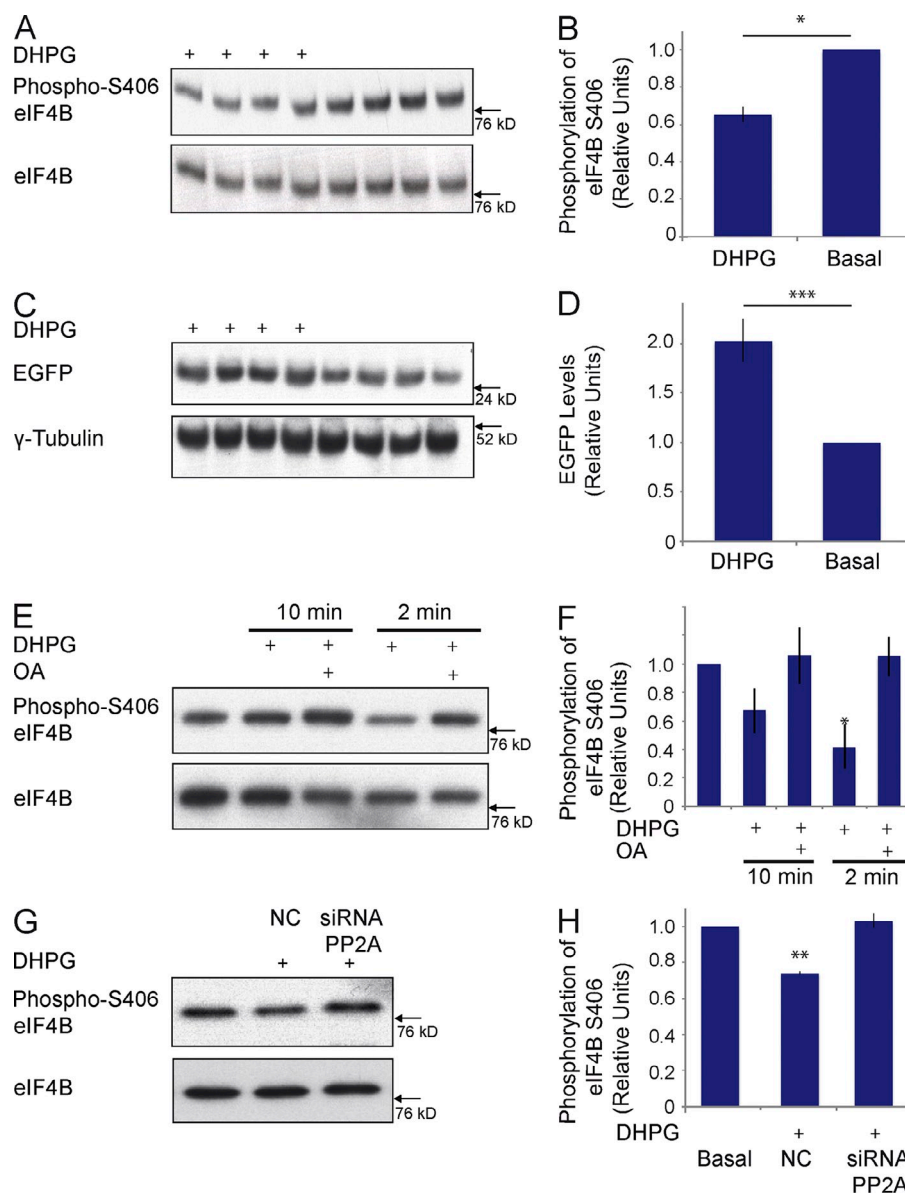 A
DHPG + + + +
Phospho-S406
eIF4B
76 kD
eIF4B
76 kD
B
*
Phosphorylation of
eIF4B S406
(Relative Units)
1.0
0.8
0.6
0.4
0
DHPG Basal
C
DHPG + + + +
EGFP
24 kD
γ-Tubulin
52 kD
D
***
EGFP Levels
(Relative Units)
2.0
1.5
1.0
0.5
0
DHPG Basal
E
10 min 2 min
DHPG + + + +
OA + +
Phospho-S406
eIF4B
76 kD
eIF4B
76 kD
F
Phosphorylation of
eIF4B S406
(Relative Units)
1.0
0.8
0.6
0.4
0.2
0
*
DHPG + + + +
OA + +
10 min 2 min
G
NC siRNA
PP2A
DHPG + +
Phospho-S406
eIF4B
76 kD
eIF4B
76 kD
H
Phosphorylation of
eIF4B S406
(Relative Units)
1.0
0.8
0.6
0.4
0.2
0
**
DHPG + +
Basal NC siRNA
PP2A